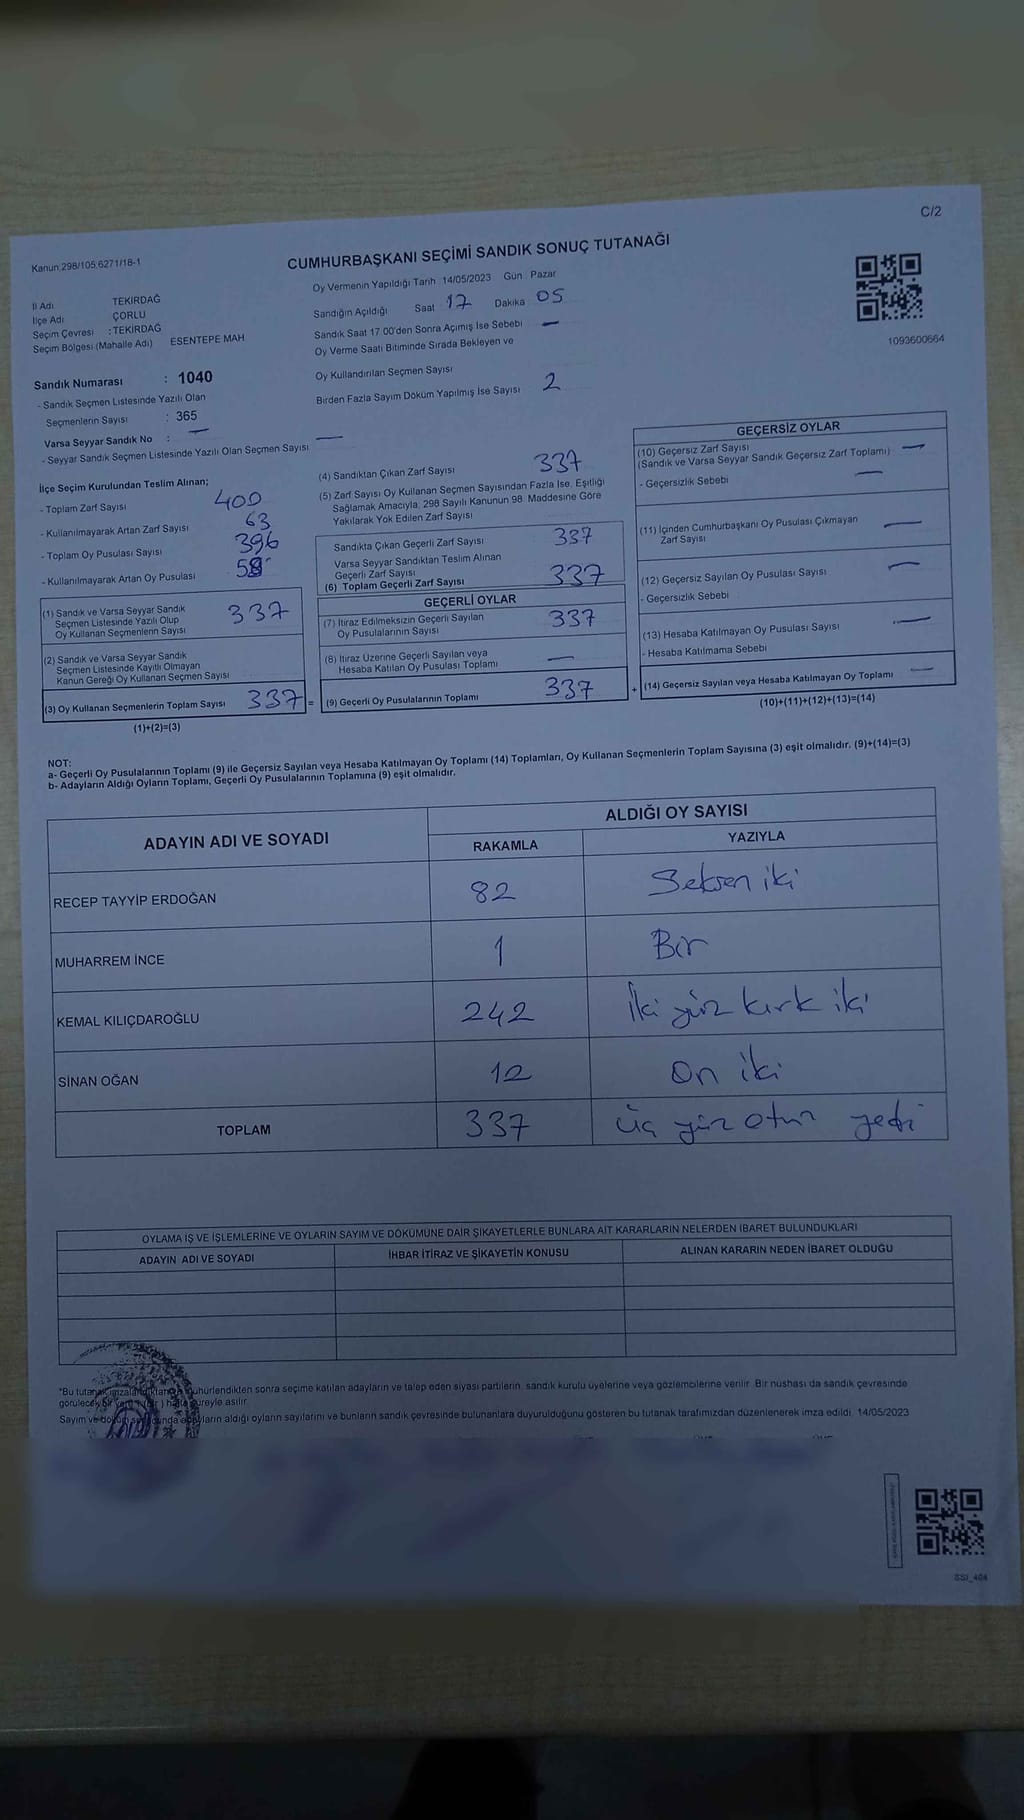 C/2
Kanun:298/105;6271/18-1
CUMHURBAŞKANI SEÇİMİ SANDIK SONUÇ TUTANAĞI
Oy Vermenin Yapıldığı Tarih 14/05/2023 Gün Pazar
İl Adı TEKİRDAĞ
İlçe Adı ÇORLU
Seçim Çevresi : TEKİRDAĞ
Seçim Bölgesi (Mahalle Adı) ESENTEPE MAH
Sandığın Açıldığı Saat 17 Dakika 05
Sandık Saat 17.00'den Sonra Açımış İse Sebebi —
Oy Verme Saati Bitiminde Sırada Bekleyen ve
Oy Kullandırılan Seçmen Sayısı
Birden Fazla Sayım Döküm Yapılmış İse Sayısı 2
1093600664
Sandık Numarası : 1040
- Sandık Seçmen Listesinde Yazılı Olan
Seçmenlerin Sayısı : 365
Varsa Seyyar Sandık No : —
- Seyyar Sandık Seçmen Listesinde Yazılı Olan Seçmen Sayısı —
İlçe Seçim Kurulundan Teslim Alınan;
- Toplam Zarf Sayısı 400
- Kullanılmayarak Artan Zarf Sayısı 63
- Toplam Oy Pusulası Sayısı 396
- Kullanılmayarak Artan Oy Pusulası
(1) Sandık ve Varsa Seyyar Sandık
Seçmen Listesinde Yazılı Olup
Oy Kullanan Seçmenlerin Sayısı 337
(2) Sandık ve Varsa Seyyar Sandık
Seçmen Listesinde Kayıtlı Olmayan
Kanun Gereği Oy Kullanan Seçmen Sayısı
(3) Oy Kullanan Seçmenlerin Toplam Sayısı 337 =
(1)+(2)=(3)
(4) Sandıktan Çıkan Zarf Sayısı 337
(5) Zarf Sayısı Oy Kullanan Seçmen Sayısından Fazla İse, Eşitliği
Sağlamak Amacıyla, 298 Sayılı Kanunun 98. Maddesine Göre
Yakılarak Yok Edilen Zarf Sayısı
Sandıkta Çıkan Geçerli Zarf Sayısı 337
Varsa Seyyar Sandıktan Teslim Alınan
Geçerli Zarf Sayısı
(6) Toplam Geçerli Zarf Sayısı 337
GEÇERLİ OYLAR
(7) İtiraz Edilmeksizin Geçerli Sayılan
Oy Pusulalarının Sayısı 337
(8) İtiraz Üzerine Geçerli Sayılan veya
Hesaba Katılan Oy Pusulası Toplamı —
(9) Geçerli Oy Pusulalarının Toplamı 337 +
GEÇERSİZ OYLAR
(10) Geçersiz Zarf Sayısı —
(Sandık ve Varsa Seyyar Sandık Geçersiz Zarf Toplamı)
- Geçersizlik Sebebi —
(11) İçinden Cumhurbaşkanı Oy Pusulası Çıkmayan
Zarf Sayısı —
(12) Geçersiz Sayılan Oy Pusulası Sayısı —
- Geçersizlik Sebebi
(13) Hesaba Katılmayan Oy Pusulası Sayısı —
- Hesaba Katılmama Sebebi
(14) Geçersiz Sayılan veya Hesaba Katılmayan Oy Toplamı —
(10)+(11)+(12)+(13)=(14)
NOT:
a- Geçerli Oy Pusulalarının Toplamı (9) ile Geçersiz Sayılan veya Hesaba Katılmayan Oy Toplamı (14) Toplamları, Oy Kullanan Seçmenlerin Toplam Sayısına (3) eşit olmalıdır. (9)+(14)=(3)
b- Adayların Aldığı Oyların Toplamı, Geçerli Oy Pusulalarının Toplamına (9) eşit olmalıdır.
ADAYIN ADI VE SOYADI ALDIĞI OY SAYISI
RAKAMLA YAZIYLA
RECEP TAYYİP ERDOĞAN 82 Seksen iki
MUHARREM İNCE 1 Bir
KEMAL KILIÇDAROĞLU 242 İki yüz kırk iki
SİNAN OĞAN 12 On iki
TOPLAM 337 üç yüz otuz yedi
OYLAMA İŞ VE İŞLEMLERİNE VE OYLARIN SAYIM VE DÖKÜMÜNE DAİR ŞİKAYETLERLE BUNLARA AİT KARARLARIN NELERDEN İBARET BULUNDUKLARI
ADAYIN ADI VE SOYADI İHBAR İTİRAZ VE ŞİKAYETİN KONUSU ALINAN KARARIN NEDEN İBARET OLDUĞU
*Bu tutanak imzalandıktan mühürlendikten sonra seçime katılan adayların ve talep eden siyasi partilerin sandık kurulu üyelerine veya gözlemcilerine verilir. Bir nüshası da sandık çevresinde
görülecek bir yere süreyle asılır.
Sayım ve döküm sonucunda adayların aldığı oyların sayılarını ve bunların sandık çevresinde bulunanlara duyurulduğunu gösteren bu tutanak tarafımızdan düzenlenerek imza edildi. 14/05/2023